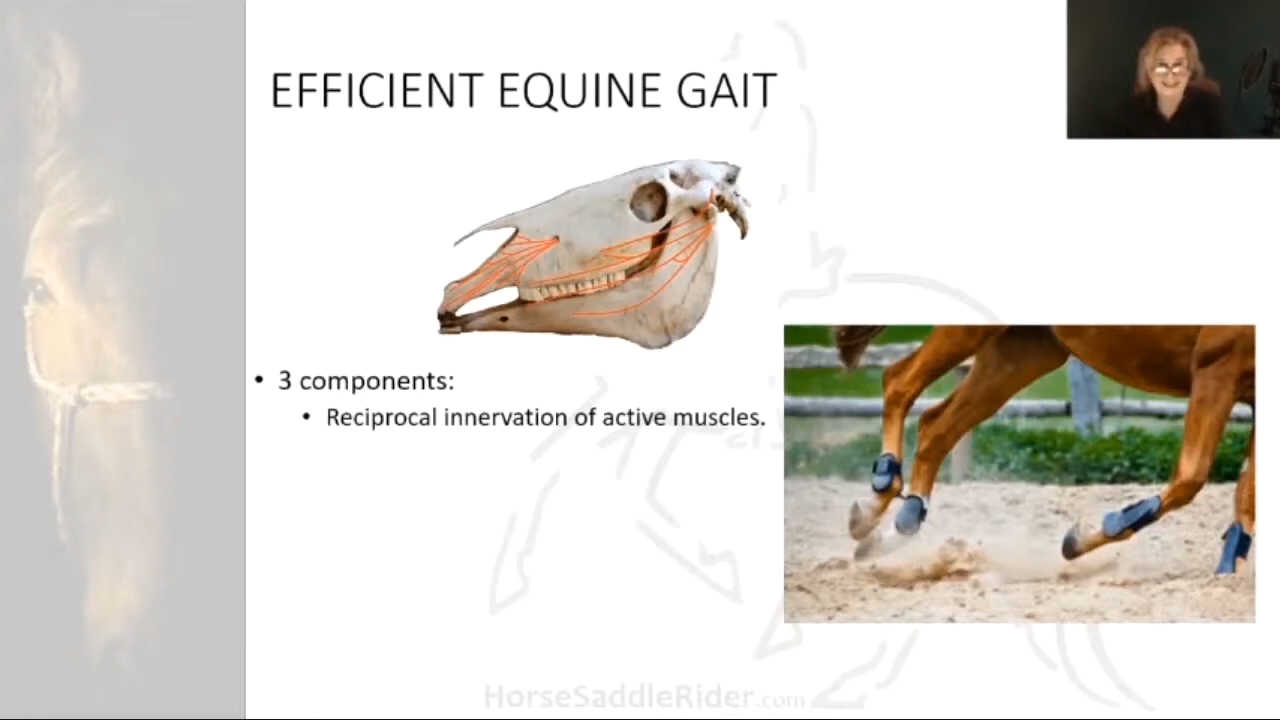 EFFICIENT EQUINE GAIT
• 3 components:
• Reciprocal innervation of active muscles.
HorseSaddleRider.com